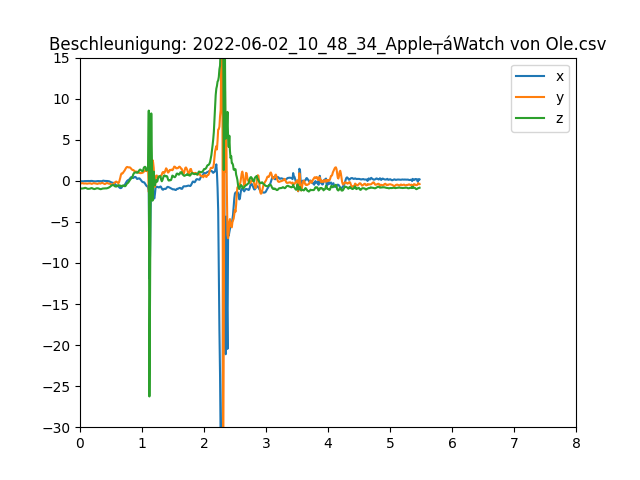 Beschleunigung: 2022-06-02_10_48_34_Apple┬áWatch von Ole.csv
15
10
5
0
−5
−10
−15
−20
−25
−30
x
y
z
0 1 2 3 4 5 6 7 8